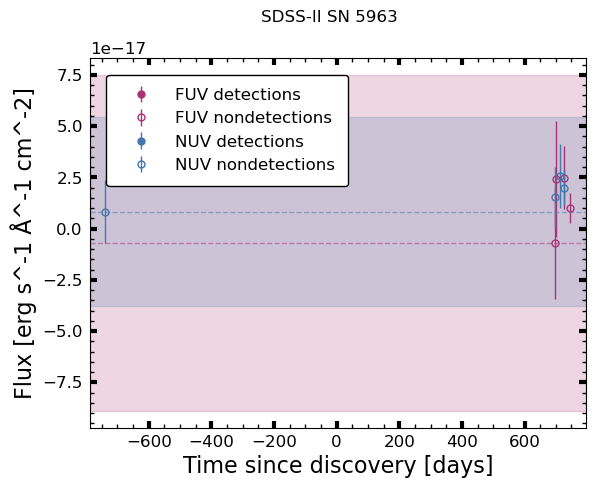 SDSS-II SN 5963
1e−17
7.5
5.0
2.5
0.0
−2.5
−5.0
−7.5
Flux [erg s^-1 Å^-1 cm^-2]
FUV detections
FUV nondetections
NUV detections
NUV nondetections
−600
−400
−200
0
200
400
600
Time since discovery [days]